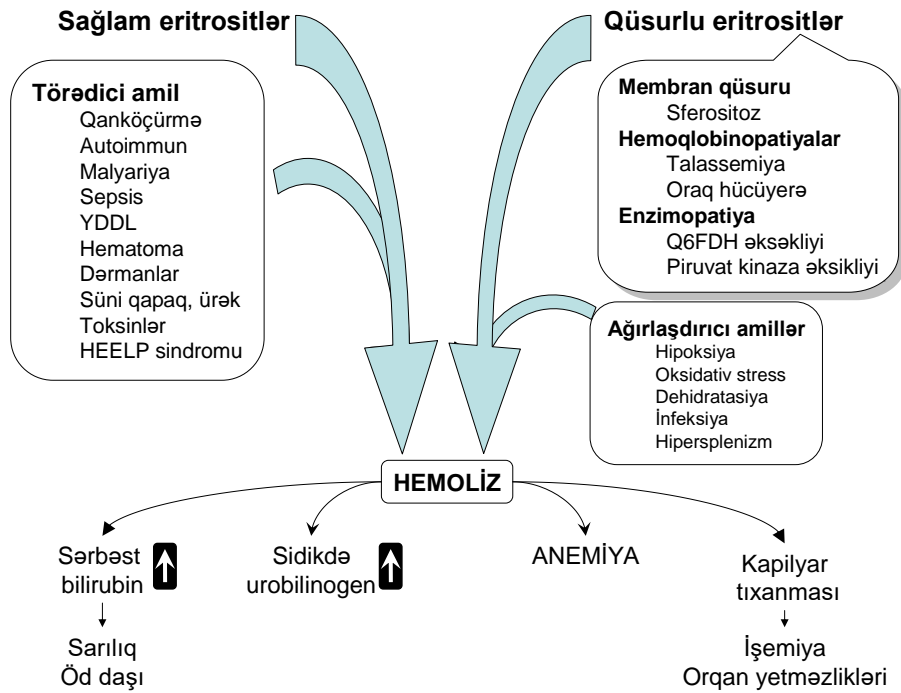 Sağlam eritrositlər
Qüsurlu eritrositlər
Törədici amil
Qanköçürmə
Autoimmun
Malyariya
Sepsis
YDDL
Hematoma
Dərmanlar
Süni qapaq, ürək
Toksinlər
HEELP sindromu
Membran qüsuru
Sferositoz
Hemoqlobinopatiyalar
Talassemiya
Oraq hücüyerə
Enzimopatiya
Q6FDH əksəkliyi
Piruvat kinaza əksikliyi
Ağırlaşdırıcı amillər
Hipoksiya
Oksidativ stress
Dehidratasiya
İnfeksiya
Hipersplenizm
HEMOLİZ
Sərbəst
bilirubin
Sarılıq
Öd daşı
Sidikdə
urobilinogen
ANEMİYA
Kapilyar
tıxanması
İşemiya
Orqan yetməzlikləri